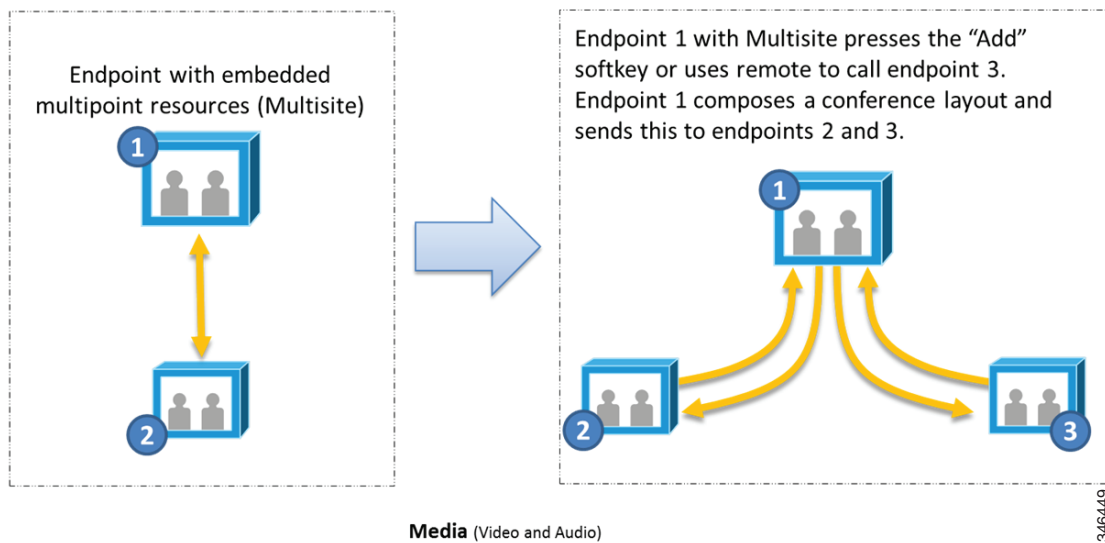 Endpoint with embedded
multipoint resources (Multisite)
1
2
Endpoint 1 with Multisite presses the “Add”
softkey or uses remote to call endpoint 3.
Endpoint 1 composes a conference layout and
sends this to endpoints 2 and 3.
1
2
3
Media (Video and Audio)
346449